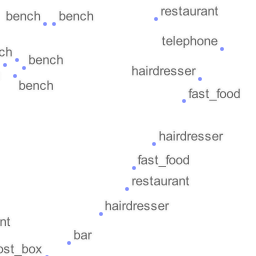 bench bench restaurant
telephone
ch bench
hairdresser
bench fast_food
hairdresser
fast_food
restaurant
hairdresser
nt
bar
ost_box